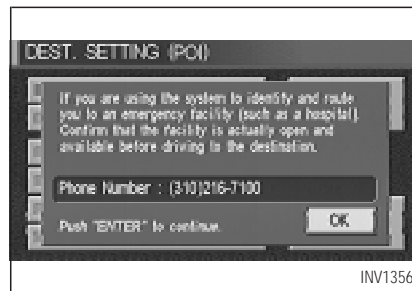 DEST. SETTING (POI)
If you are using the system to identify and route
you to an emergency facility (such as a hospital).
Confirm that the facility is actually open and
available before driving to the destination.
Phone Number : (310)216-7100
Push "ENTER" to continue.
OK
INV1356